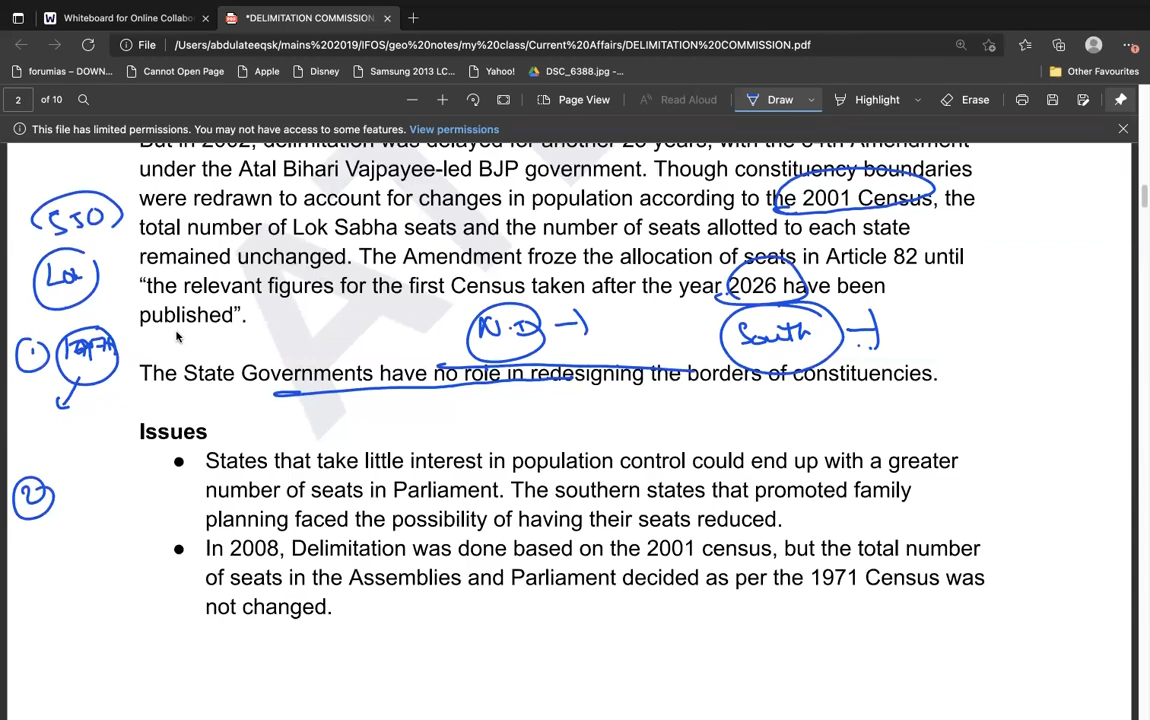 Whiteboard for Online Collabo
*DELIMITATION COMMISSION
File /Users/abdulateeqsk/mains%202019/IFOS/geo%20notes/my%20class/Current%20Affairs/DELIMITATION%20COMMISSION.pdf
forumias – DOWN... Cannot Open Page Apple Disney Samsung 2013 LC... Yahoo! DSC_6388.jpg -... Other Favourites
2 of 10 Page View Read Aloud Draw Highlight Erase
This file has limited permissions. You may not have access to some features. View permissions
under the Atal Bihari Vajpayee-led BJP government. Though constituency boundaries
were redrawn to account for changes in population according to the 2001 Census, the
total number of Lok Sabha seats and the number of seats allotted to each state
remained unchanged. The Amendment froze the allocation of seats in Article 82 until
“the relevant figures for the first Census taken after the year 2026 have been
published”.
N.D South
The State Governments have no role in redesigning the borders of constituencies.
Issues
● States that take little interest in population control could end up with a greater
number of seats in Parliament. The southern states that promoted family
planning faced the possibility of having their seats reduced.
● In 2008, Delimitation was done based on the 2001 census, but the total number
of seats in the Assemblies and Parliament decided as per the 1971 Census was
not changed.